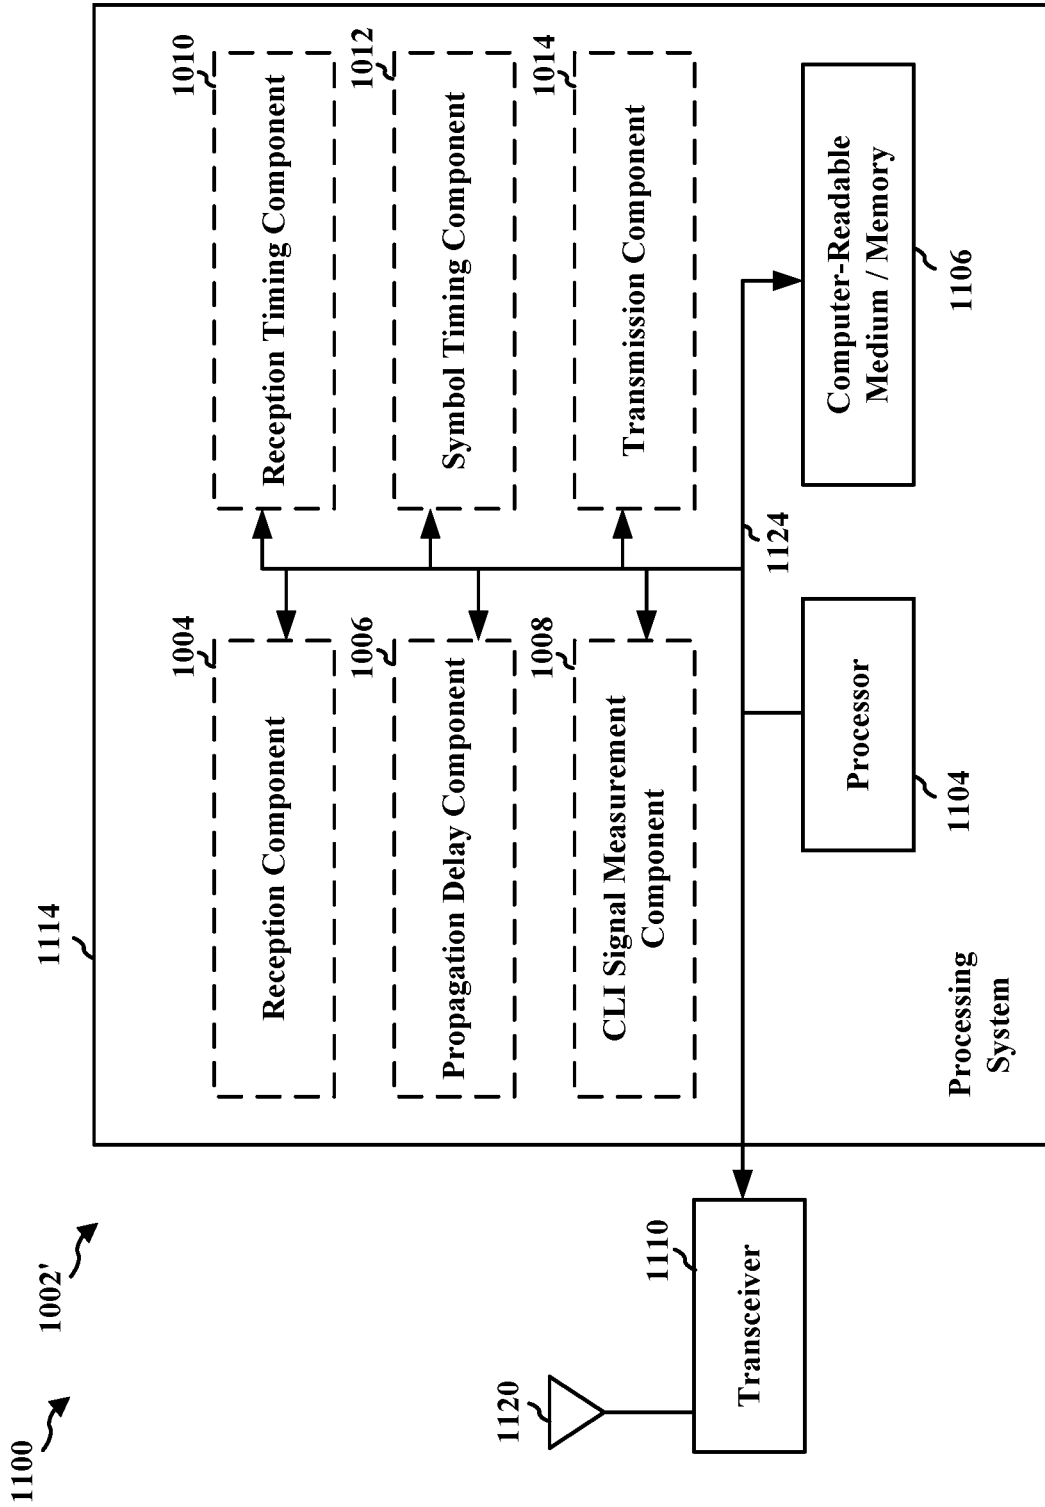 1100
1002'
1114
1004
Reception Component
1010
Reception Timing Component
1006
Propagation Delay Component
1012
Symbol Timing Component
1008
CLI Signal Measurement
Component
1014
Transmission Component
1120
1110
Transceiver
1124
Processor
1104
Computer-Readable
Medium / Memory
1106
Processing
System